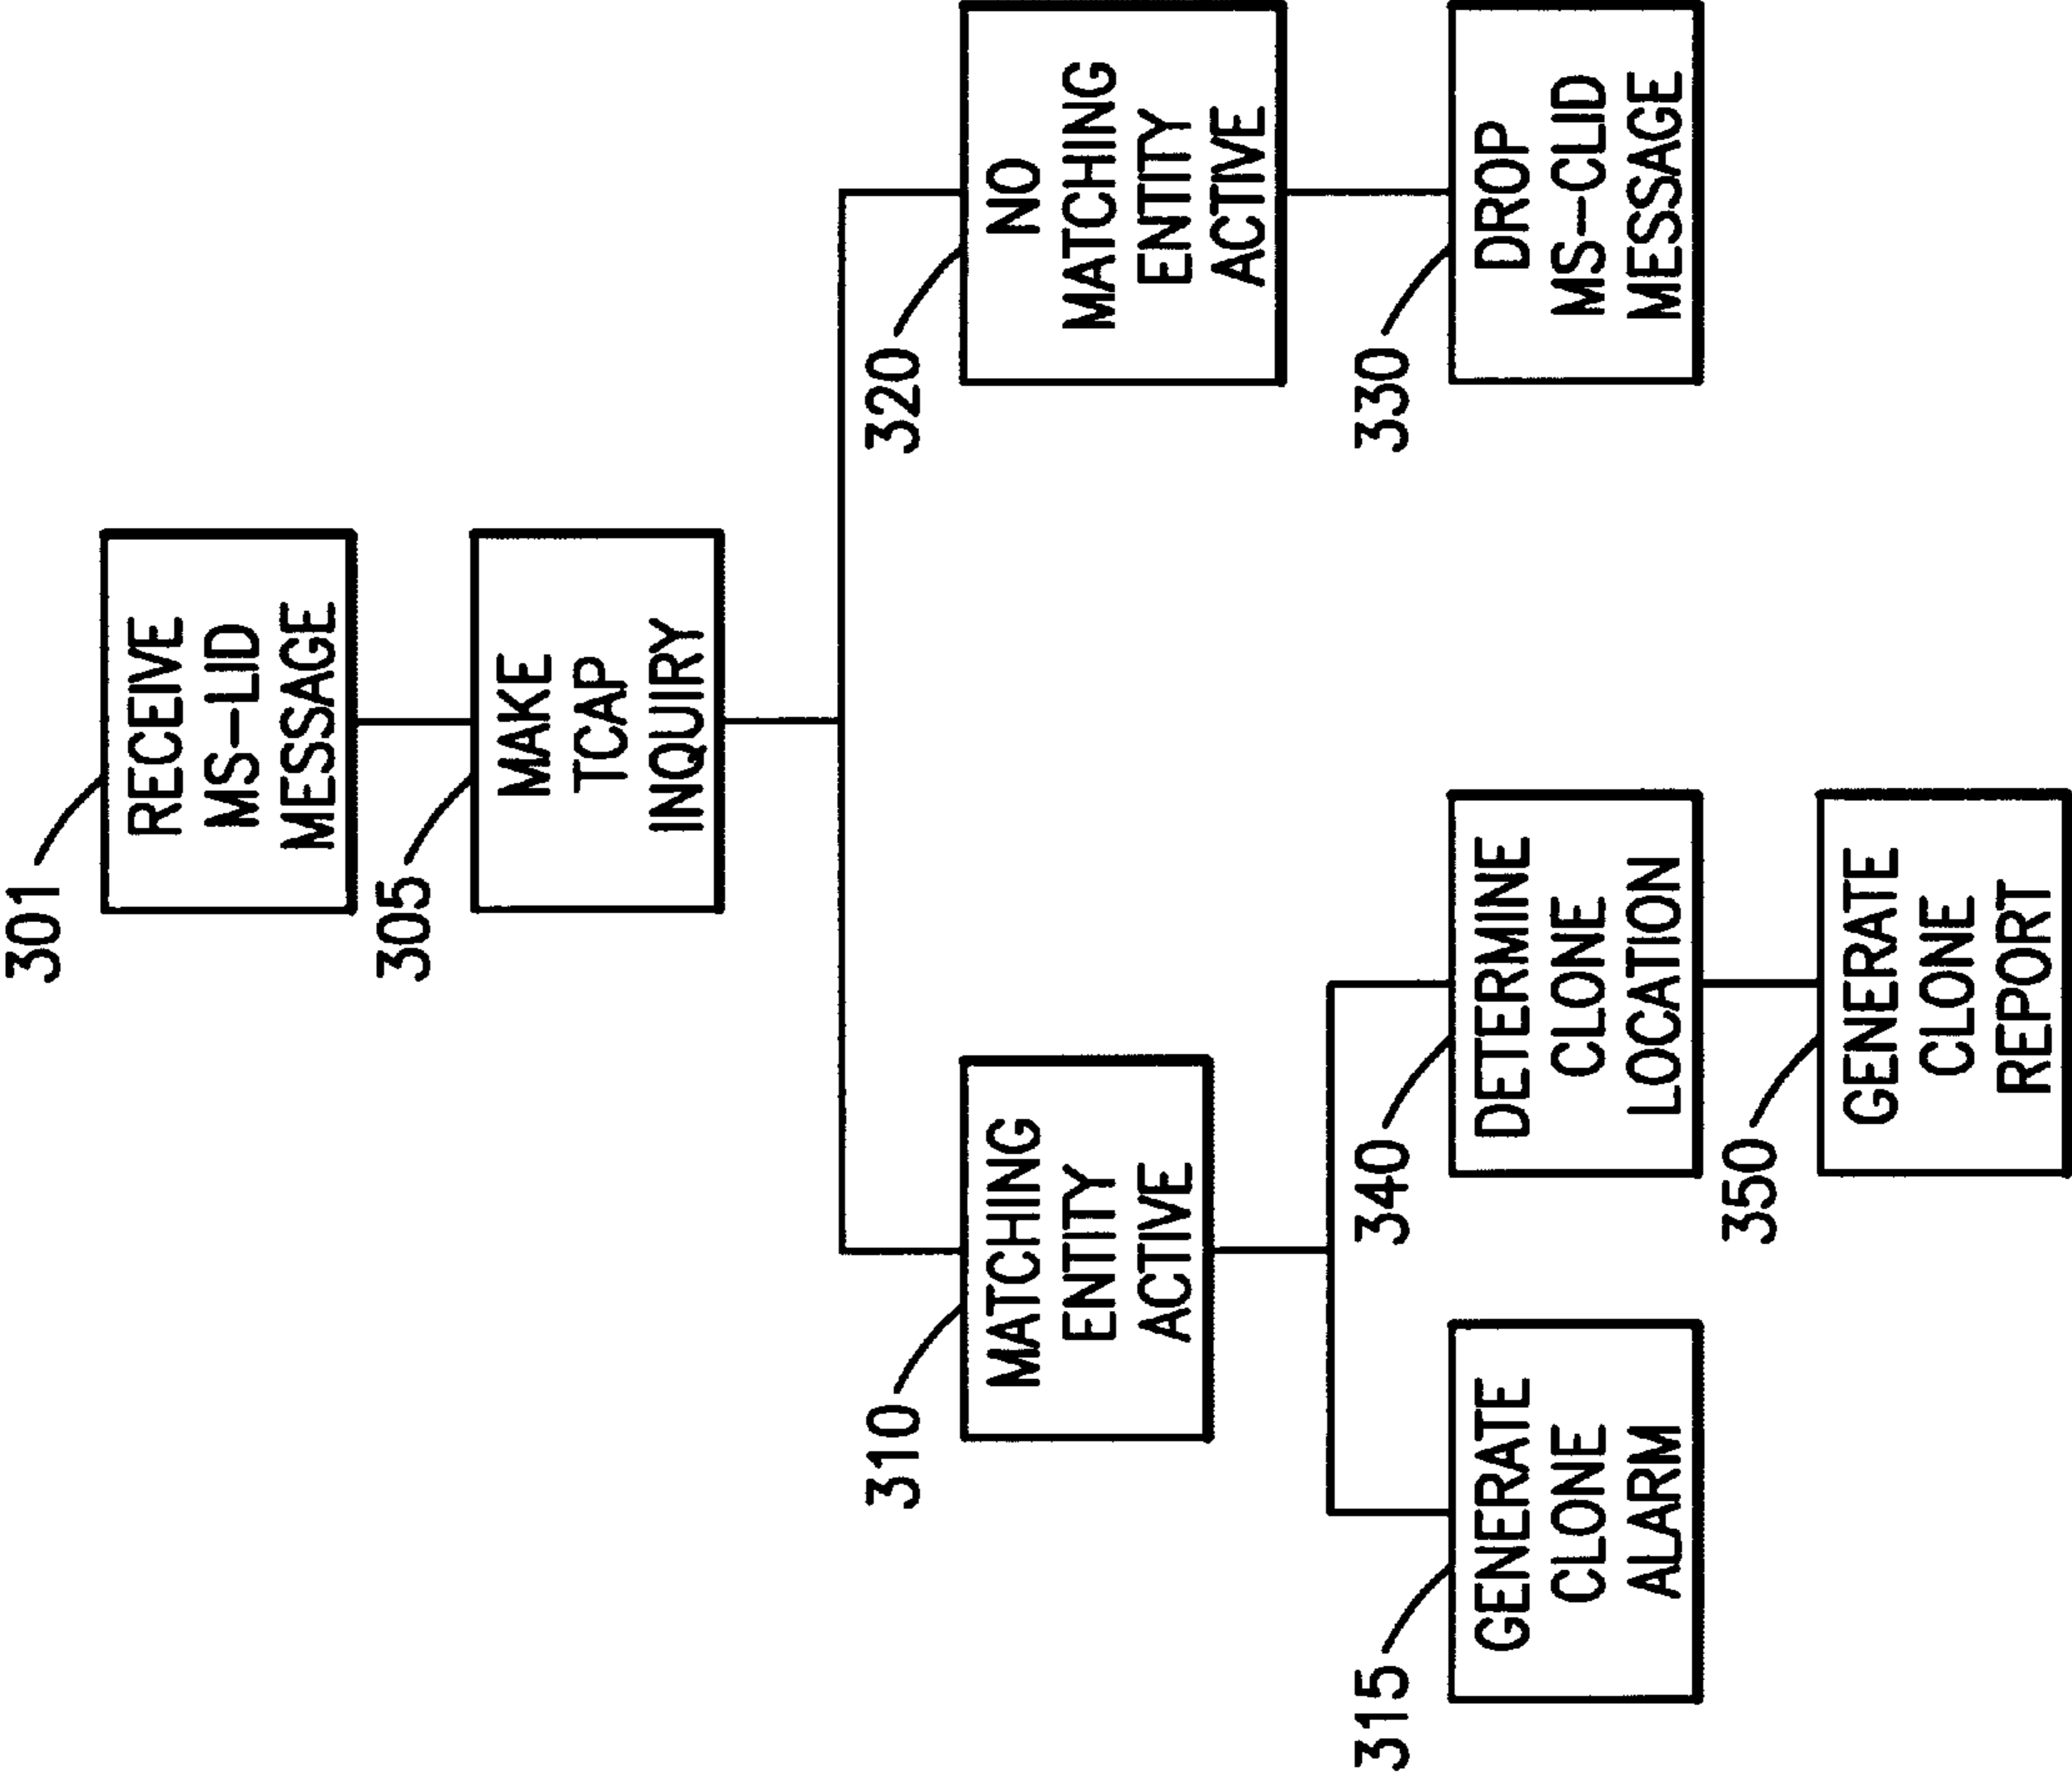 301
RECEIVE
MS-LID
MESSAGE
305
MAKE
TCAP
INQUIRY
310
MATCHING
ENTITY
ACTIVE
320
NO
MATCHING
ENTITY
ACTIVE
315
GENERATE
CLONE
ALARM
340
DETERMINE
CLONE
LOCATION
330
DROP
MS-CLID
MESSAGE
350
GENERATE
CLONE
REPORT